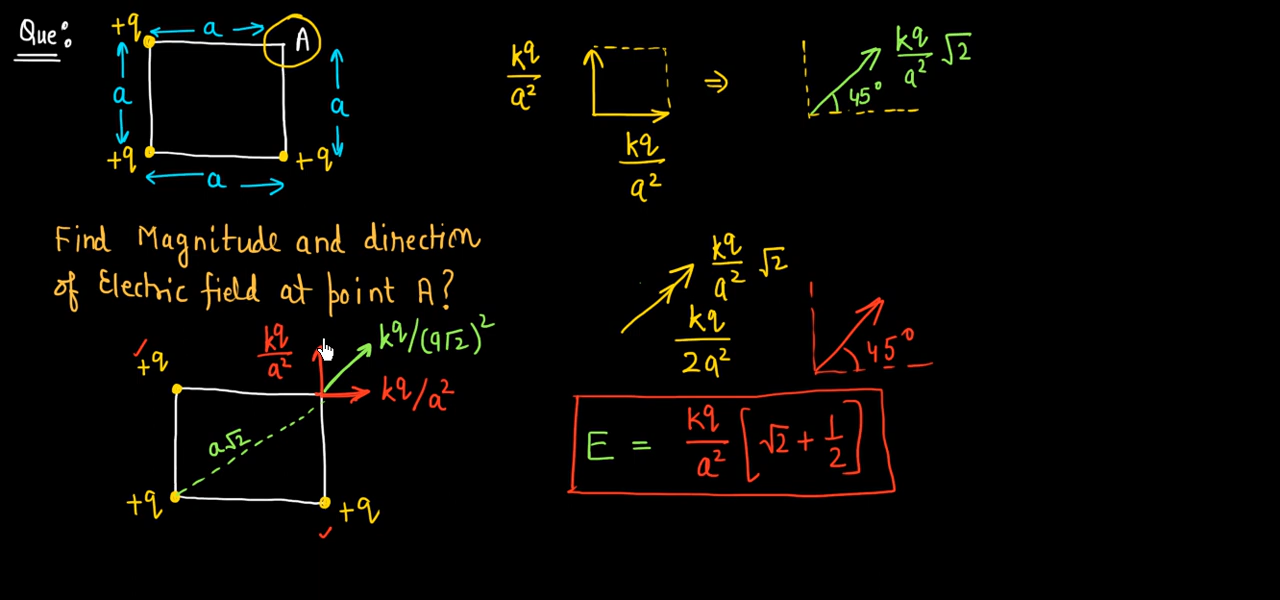 Que:
+q
a
A
a
a
+q
+q
a
Find Magnitude and direction
of Electric field at point A?
+q
kq/a²
kq/(a√2)²
kq/a²
a√2
+q
+q
kq/a²
kq/a²
⇒
kq/a² √2
45°
kq/a² √2
kq/2a²
45°
E = kq/a² [√2 + 1/2]